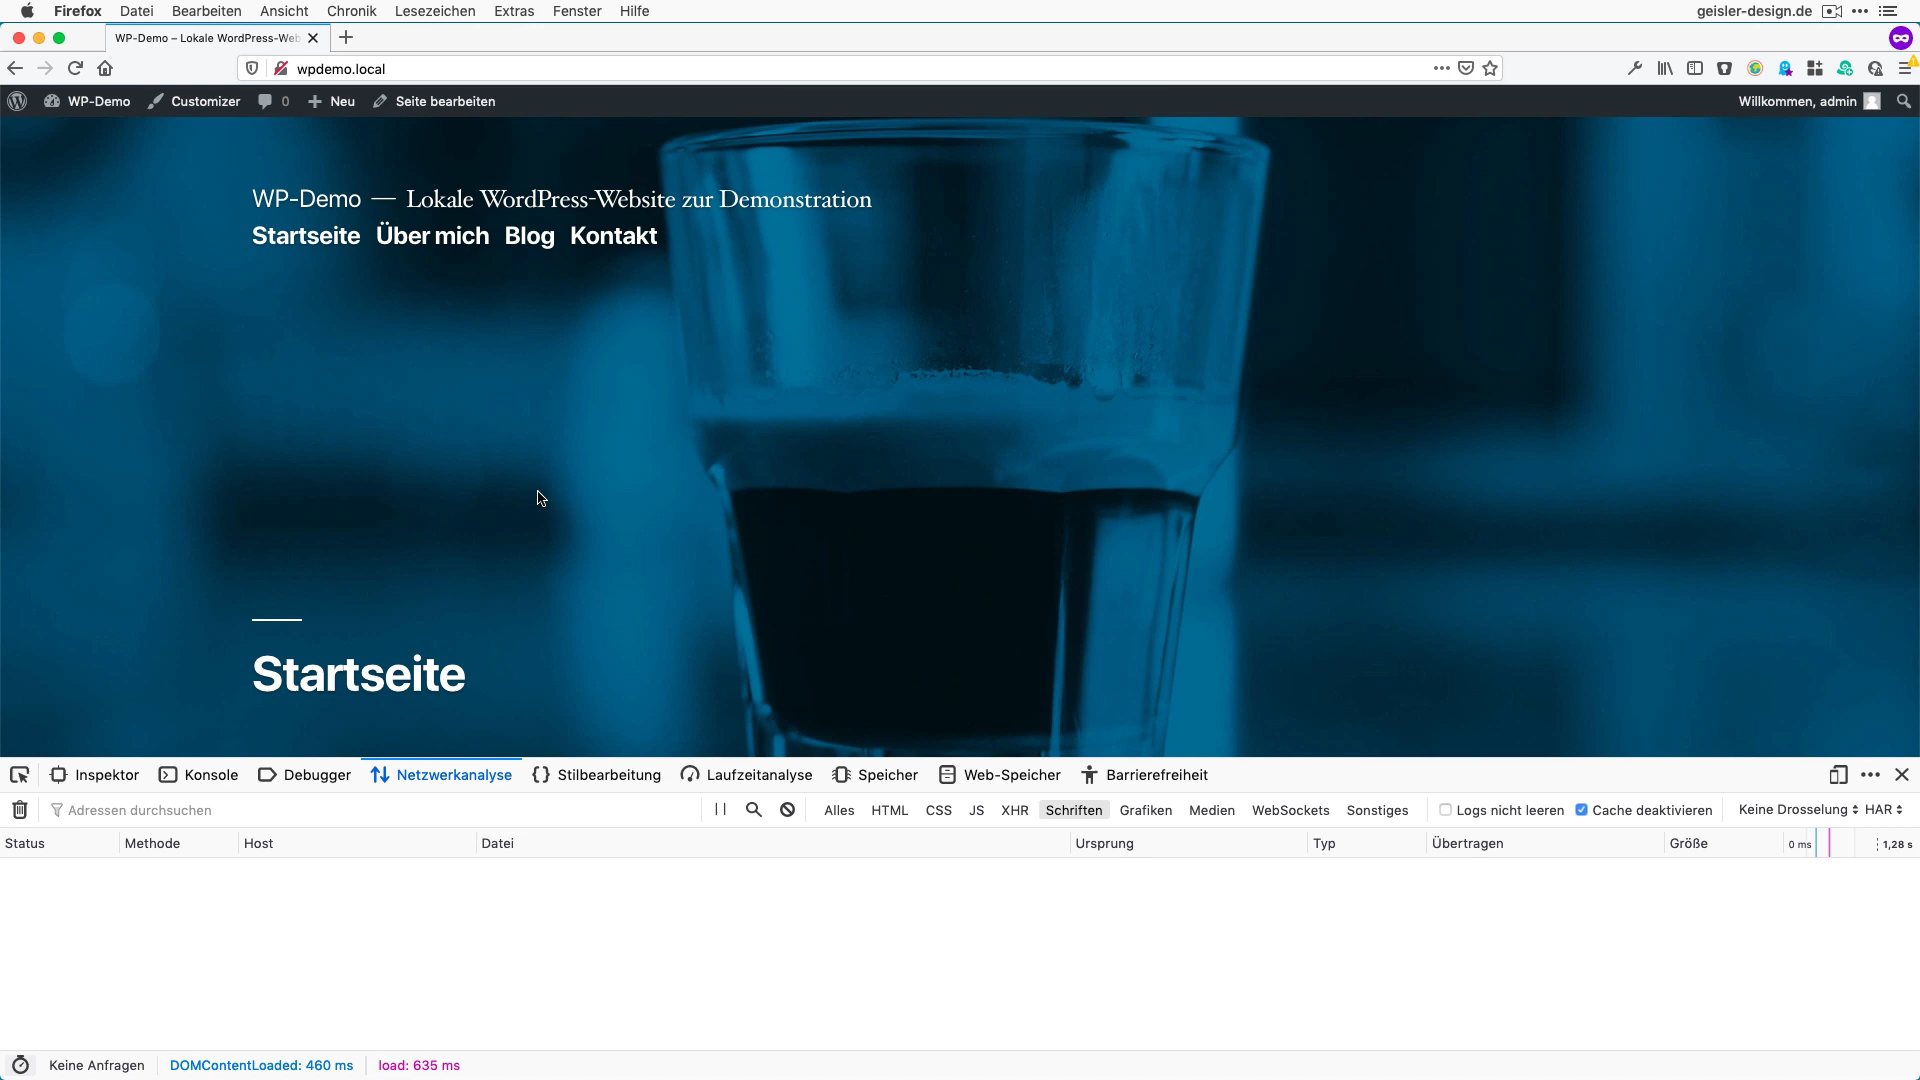 Firefox Datei Bearbeiten Ansicht Chronik Lesezeichen Extras Fenster Hilfe geisler-design.de
WP-Demo – Lokale WordPress-Web
wpdemo.local
WP-Demo Customizer 0 Neu Seite bearbeiten Willkommen, admin
WP-Demo — Lokale WordPress-Website zur Demonstration
Startseite Über mich Blog Kontakt
Startseite
Inspektor Konsole Debugger Netzwerkanalyse Stilbearbeitung Laufzeitanalyse Speicher Web-Speicher Barrierefreiheit
Adressen durchsuchen Alles HTML CSS JS XHR Schriften Grafiken Medien WebSockets Sonstiges Logs nicht leeren Cache deaktivieren Keine Drosselung HAR
Status Methode Host Datei Ursprung Typ Übertragen Größe 0 ms 1,28 s
Keine Anfragen DOMContentLoaded: 460 ms load: 635 ms